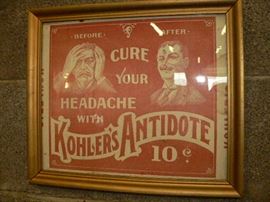 BEFORE AFTER
CURE
YOUR
HEADACHE
WITH
KOHLER'S ANTIDOTE
10¢